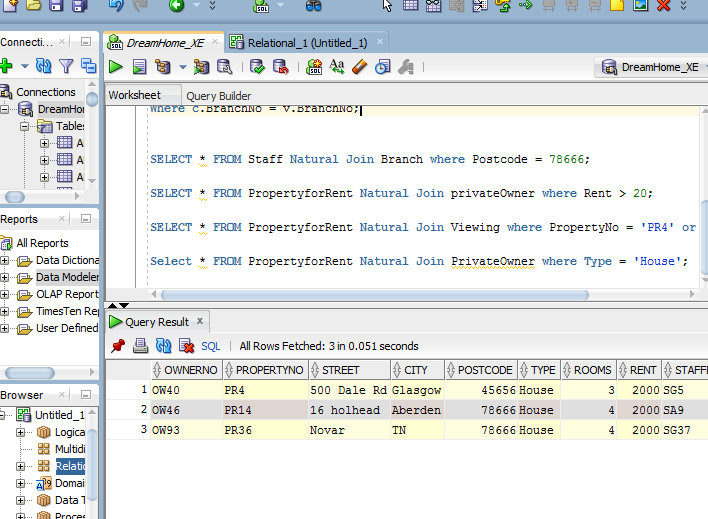 Connecti...
DreamHome_XE
Relational_1 (Untitled_1)
DreamHome_XE
Connections
DreamHor
Tables
Worksheet
Query Builder
Where c.BranchNo = v.BranchNo;
SELECT * FROM Staff Natural Join Branch where Postcode = 78666;
SELECT * FROM PropertyforRent Natural Join privateOwner where Rent > 20;
SELECT * FROM PropertyforRent Natural Join Viewing where PropertyNo = 'PR4' or
Select * FROM PropertyforRent Natural Join PrivateOwner where Type = 'House';
Reports
All Reports
Data Dictiona
Data Modeler
OLAP Report
TimesTen Rep
User Defined
Query Result
SQL | All Rows Fetched: 3 in 0.051 seconds
OWNERNO PROPERTYNO STREET CITY POSTCODE TYPE ROOMS RENT STAFF
1 OW40 PR4 500 Dale Rd Glasgow 45656 House 3 2000 SG5
2 OW46 PR14 16 holhead Aberden 78666 House 4 2000 SA9
3 OW93 PR36 Novar TN 78666 House 4 2000 SG37
Browser
Untitled_1
Logica
Multidi
Relatio
Domai
Data T
Proces